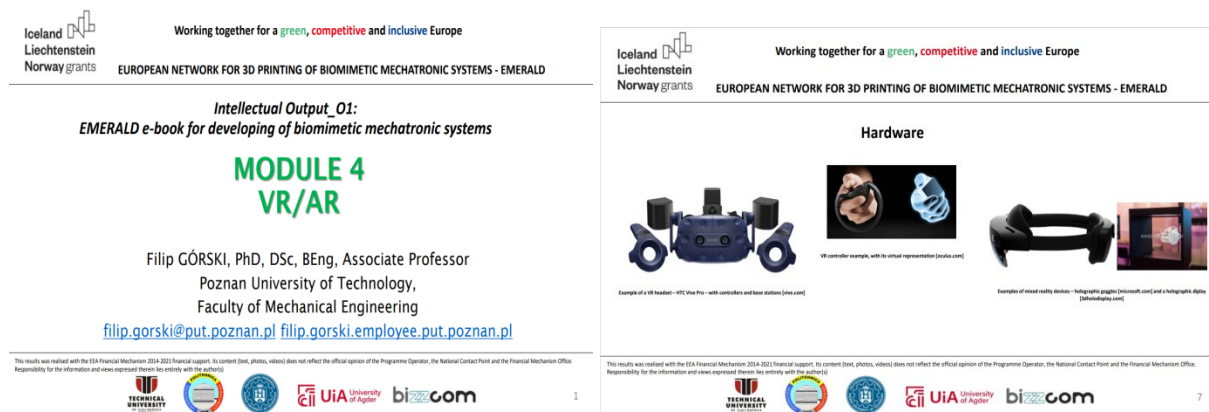 Iceland
Liechtenstein
Norway grants
Working together for a green, competitive and inclusive Europe
EUROPEAN NETWORK FOR 3D PRINTING OF BIOMIMETIC MECHATRONIC SYSTEMS - EMERALD
Intellectual Output_O1:
EMERALD e-book for developing of biomimetic mechatronic systems
MODULE 4
VR/AR
Filip GÓRSKI, PhD, DSc, BEng, Associate Professor
Poznan University of Technology,
Faculty of Mechanical Engineering
filip.gorski@put.poznan.pl filip.gorski.employee.put.poznan.pl
This results was realised with the EEA Financial Mechanism 2014-2021 financial support. Its content (text, photos, videos) does not reflect the official opinion of the Programme Operator, the National Contact Point and the Financial Mechanism Office.
Responsibility for the information and views expressed therein lies entirely with the author(s)
TECHNICAL
UNIVERSITY
UiA University
of Agder
bizzcom
1
Iceland
Liechtenstein
Norway grants
Working together for a green, competitive and inclusive Europe
EUROPEAN NETWORK FOR 3D PRINTING OF BIOMIMETIC MECHATRONIC SYSTEMS - EMERALD
Hardware
Example of a VR headset – HTC Vive Pro – with controllers and base stations [vive.com]
VR controller example, with its virtual representation [oculus.com]
Examples of mixed reality devices – holographic goggles [microsoft.com] and a holographic diplay
[3dholodisplay.com]
This results was realised with the EEA Financial Mechanism 2014-2021 financial support. Its content (text, photos, videos) does not reflect the official opinion of the Programme Operator, the National Contact Point and the Financial Mechanism Office.
Responsibility for the information and views expressed therein lies entirely with the author(s)
TECHNICAL
UNIVERSITY
UiA University
of Agder
bizzcom
7